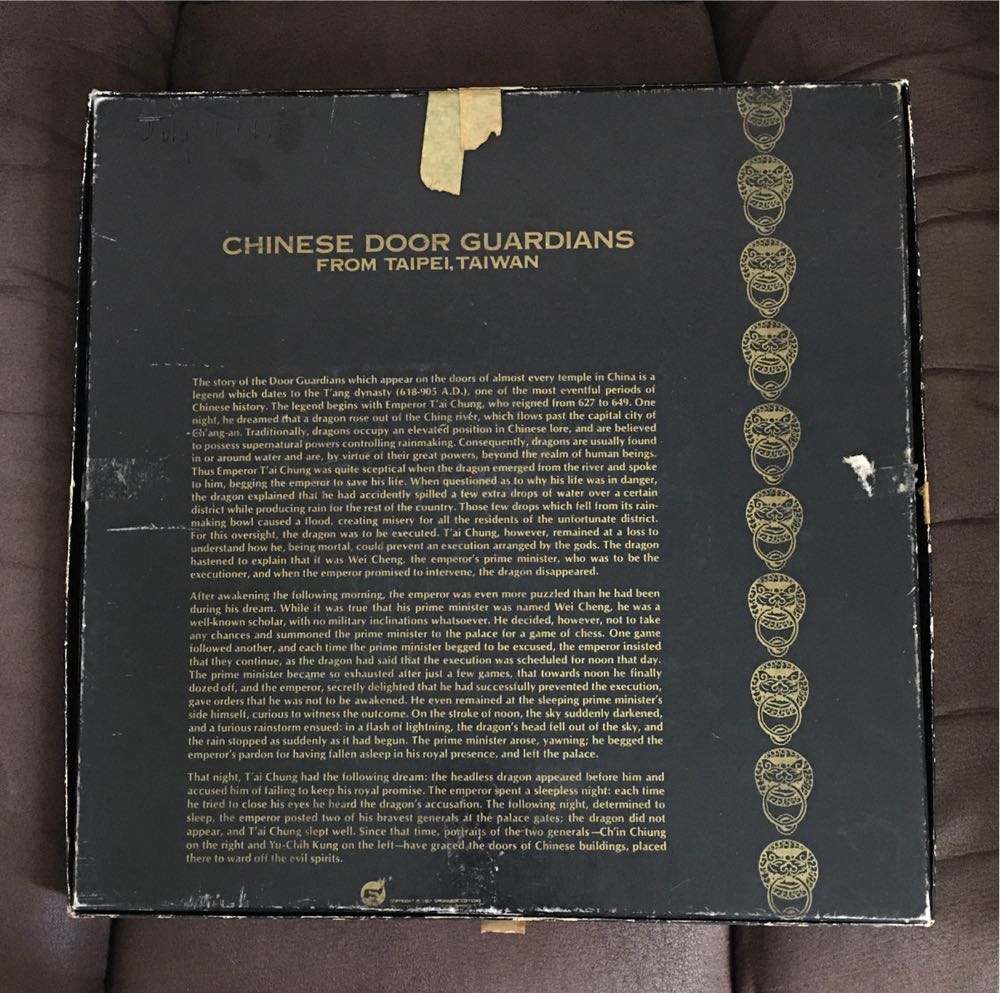 CHINESE DOOR GUARDIANS
FROM TAIPEI, TAIWAN
The story of the Door Guardians which appear on the doors of almost every temple in China is a
legend which dates to the T'ang dynasty (618-905 A.D.), one of the most eventful periods of
Chinese history. The legend begins with Emperor T'ai Chung, who reigned from 627 to 649. One
night, he dreamed that a dragon rose out of the Ching river, which flows past the capital city of
Ch'ang-an. Traditionally, dragons occupy an elevated position in Chinese lore, and are believed
to possess supernatural powers controlling rainmaking. Consequently, dragons are usually found
in or around water and are, by virtue of their great powers, beyond the realm of human beings.
Thus Emperor T'ai Chung was quite sceptical when the dragon emerged from the river and spoke
to him, begging the emperor to save his life. When questioned as to why his life was in danger,
the dragon explained that he had accidently spilled a few extra drops of water over a certain
district while producing rain for the rest of the country. Those few drops which fell from its rain-
making bowl caused a flood, creating misery for all the residents of the unfortunate district.
For this oversight, the dragon was to be executed. T'ai Chung, however, remained at a loss to
understand how he, being mortal, could prevent an execution arranged by the gods. The dragon
hastened to explain that it was Wei Cheng, the emperor's prime minister, who was to be the
executioner, and when the emperor promised to intervene, the dragon disappeared.
After awakening the following morning, the emperor was even more puzzled than he had been
during his dream. While it was true that his prime minister was named Wei Cheng, he was a
well-known scholar, with no military inclinations whatsoever. He decided, however, not to take
any chances and summoned the prime minister to the palace for a game of chess. One game
followed another, and each time the prime minister begged to be excused, the emperor insisted
that they continue, as the dragon had said that the execution was scheduled for noon that day.
The prime minister became so exhausted after just a few games, that towards noon he finally
dozed off, and the emperor, secretly delighted that he had successfully prevented the execution,
gave orders that he was not to be awakened. He even remained at the sleeping prime minister's
side himself, curious to witness the outcome. On the stroke of noon, the sky suddenly darkened,
and a furious rainstorm ensued: in a flash of lightning, the dragon's head fell out of the sky, and
the rain stopped as suddenly as it had begun. The prime minister arose, yawning; he begged the
emperor's pardon for having fallen asleep in his royal presence, and left the palace.
That night, T'ai Chung had the following dream: the headless dragon appeared before him and
accused him of failing to keep his royal promise. The emperor spent a sleepless night: each time
he tried to close his eyes he heard the dragon's accusation. The following night, determined to
sleep, the emperor posted two of his bravest generals at the palace gates; the dragon did not
appear, and T'ai Chung slept well. Since that time, portraits of the two generals—Ch'in Chiung
on the right and Yu-Chih Kung on the left—have graced the doors of Chinese buildings, placed
there to ward off the evil spirits.
COPYRIGHT